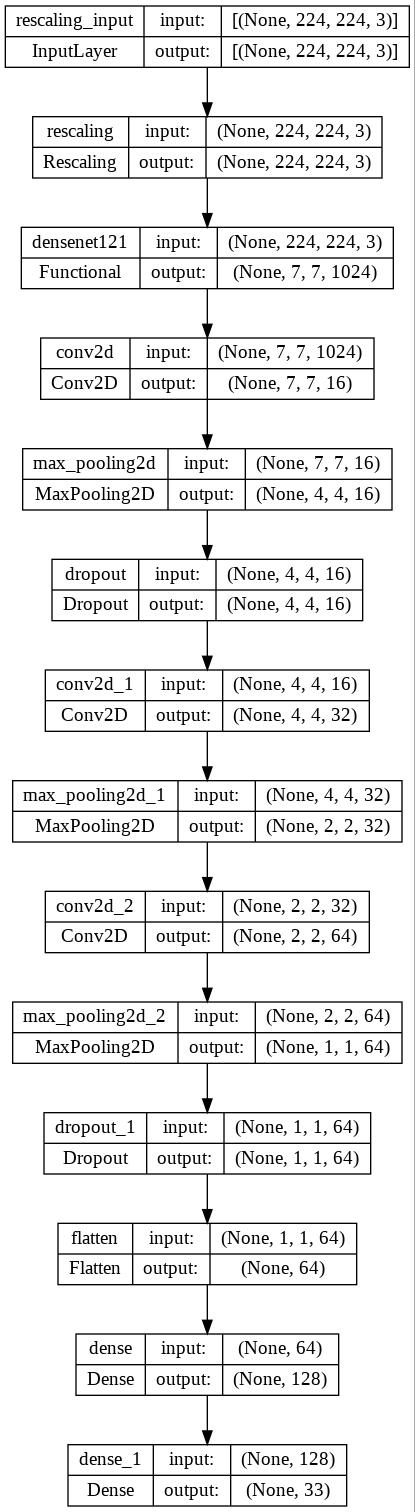 rescaling_input input: [(None, 224, 224, 3)]
InputLayer output: [(None, 224, 224, 3)]
rescaling input: (None, 224, 224, 3)
Rescaling output: (None, 224, 224, 3)
densenet121 input: (None, 224, 224, 3)
Functional output: (None, 7, 7, 1024)
conv2d input: (None, 7, 7, 1024)
Conv2D output: (None, 7, 7, 16)
max_pooling2d input: (None, 7, 7, 16)
MaxPooling2D output: (None, 4, 4, 16)
dropout input: (None, 4, 4, 16)
Dropout output: (None, 4, 4, 16)
conv2d_1 input: (None, 4, 4, 16)
Conv2D output: (None, 4, 4, 32)
max_pooling2d_1 input: (None, 4, 4, 32)
MaxPooling2D output: (None, 2, 2, 32)
conv2d_2 input: (None, 2, 2, 32)
Conv2D output: (None, 2, 2, 64)
max_pooling2d_2 input: (None, 2, 2, 64)
MaxPooling2D output: (None, 1, 1, 64)
dropout_1 input: (None, 1, 1, 64)
Dropout output: (None, 1, 1, 64)
flatten input: (None, 1, 1, 64)
Flatten output: (None, 64)
dense input: (None, 64)
Dense output: (None, 128)
dense_1 input: (None, 128)
Dense output: (None, 33)